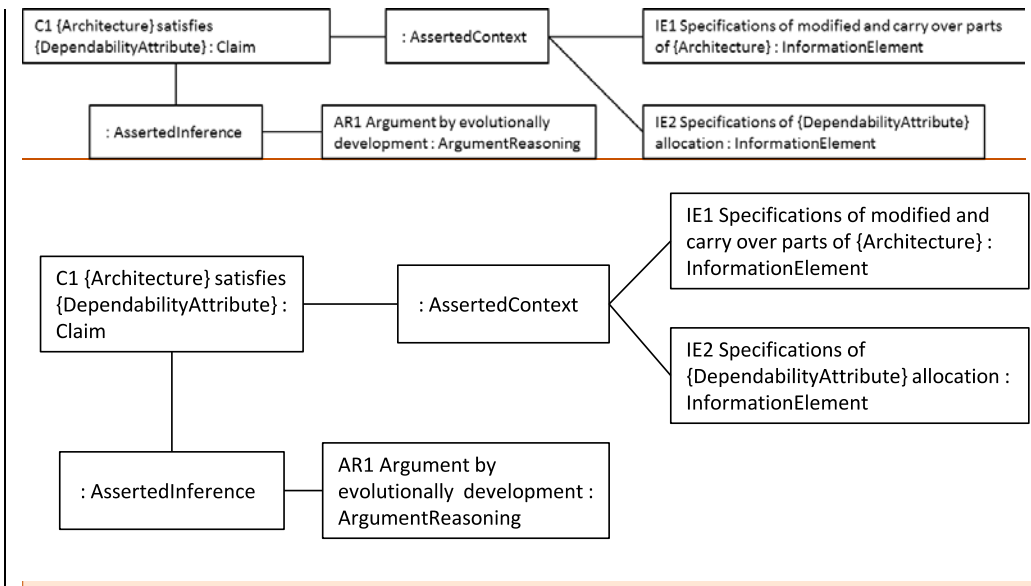 C1 {Architecture} satisfies
{DependabilityAttribute} : Claim
: AssertedContext
IE1 Specifications of modified and carry over parts
of {Architecture} : InformationElement
: AssertedInference
AR1 Argument by evolutionally
development : ArgumentReasoning
IE2 Specifications of {DependabilityAttribute}
allocation : InformationElement
IE1 Specifications of modified and
carry over parts of {Architecture} :
InformationElement
C1 {Architecture} satisfies
{DependabilityAttribute} :
Claim
: AssertedContext
IE2 Specifications of
{DependabilityAttribute} allocation :
InformationElement
: AssertedInference
AR1 Argument by
evolutionally development :
ArgumentReasoning